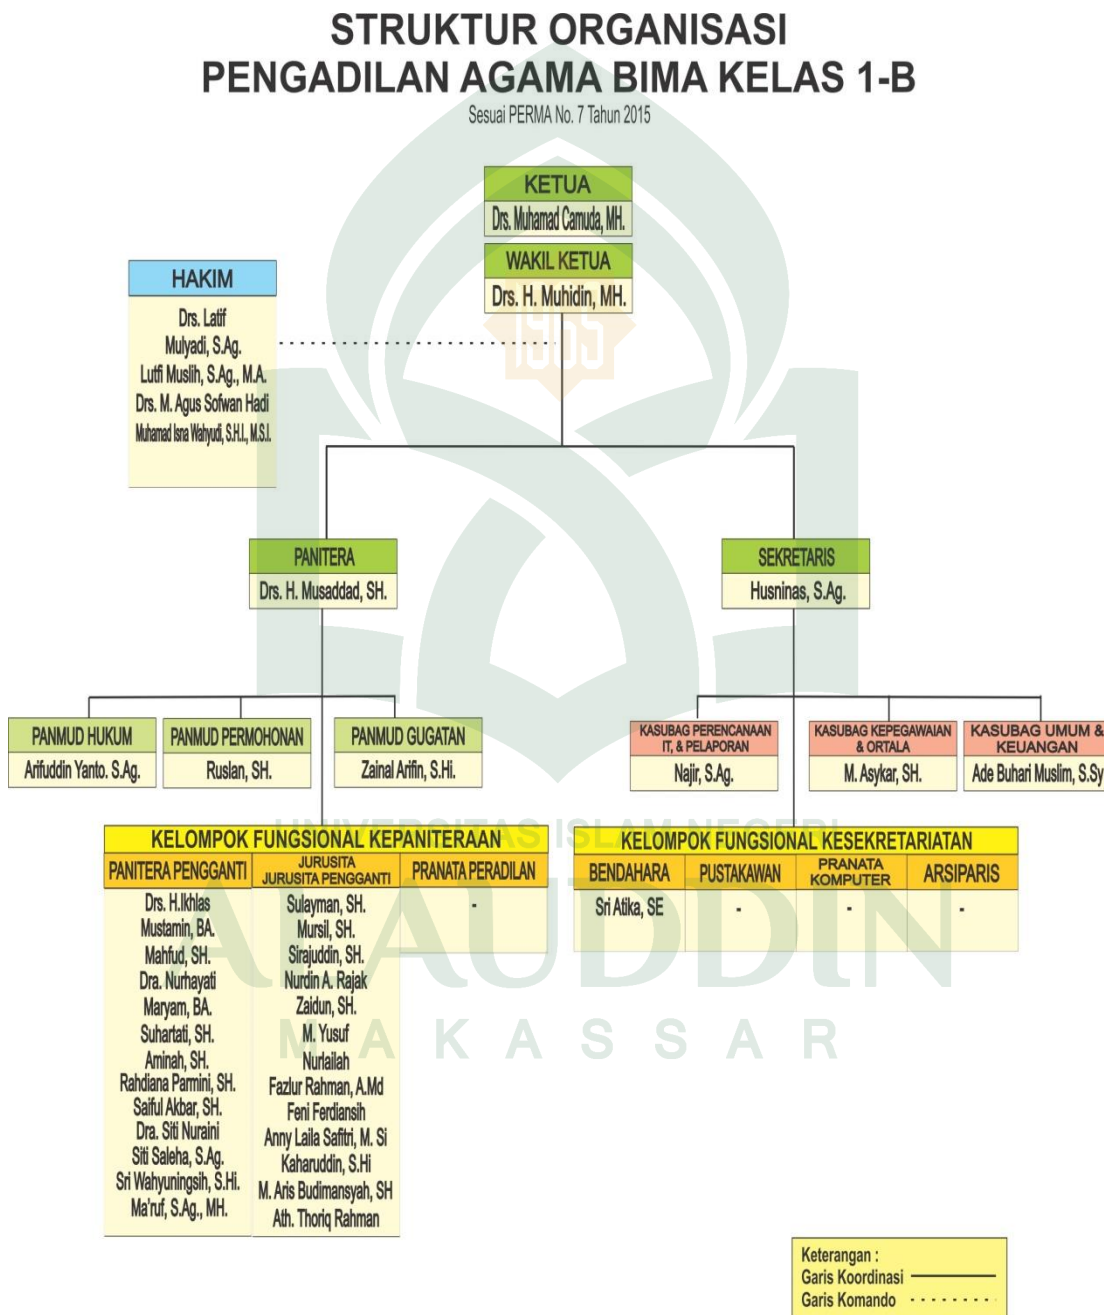 STRUKTUR ORGANISASI
PENGADILAN AGAMA BIMA KELAS 1-B
Sesuai PERMA No. 7 Tahun 2015
KETUA
Drs. Muhamad Camuda, MH.
WAKIL KETUA
Drs. H. Muhidin, MH.
1965
HAKIM
Drs. Latif
Mulyadi, S.Ag.
Lutfi Muslih, S.Ag., M.A.
Drs. M. Agus Sofwan Hadi
Muhamad Isna Wahyudi, S.H.I., M.S.I.
PANITERA
Drs. H. Musaddad, SH.
SEKRETARIS
Husninas, S.Ag.
PANMUD HUKUM
Arifuddin Yanto. S.Ag.
PANMUD PERMOHONAN
Ruslan, SH.
PANMUD GUGATAN
Zainal Arifin, S.Hi.
KASUBAG PERENCANAAN
IT, & PELAPORAN
Najir, S.Ag.
KASUBAG KEPEGAWAIAN
& ORTALA
M. Asykar, SH.
KASUBAG UMUM &
KEUANGAN
Ade Buhari Muslim, S.Sy
UNIVERSITAS ISLAM NEGERI
ALAUDDIN
MAKASSAR
KELOMPOK FUNGSIONAL KEPANITERAAN
PANITERA PENGGANTI
Drs. H.Ikhlas
Mustamin, BA.
Mahfud, SH.
Dra. Nurhayati
Maryam, BA.
Suhartati, SH.
Aminah, SH.
Rahdiana Parmini, SH.
Saiful Akbar, SH.
Dra. Siti Nuraini
Siti Saleha, S.Ag.
Sri Wahyuningsih, S.Hi.
Ma'ruf, S.Ag., MH.
JURUSITA
JURUSITA PENGGANTI
Sulayman, SH.
Mursil, SH.
Sirajuddin, SH.
Nurdin A. Rajak
Zaidun, SH.
M. Yusuf
Nurlailah
Fazlur Rahman, A.Md
Feni Ferdiansih
Anny Laila Safitri, M. Si
Kaharuddin, S.Hi
M. Aris Budimansyah, SH
Ath. Thoriq Rahman
PRANATA PERADILAN
-
KELOMPOK FUNGSIONAL KESEKRETARIATAN
BENDAHARA
Sri Atika, SE
PUSTAKAWAN
-
PRANATA
KOMPUTER
-
ARSIPARIS
-
Keterangan :
Garis Koordinasi
Garis Komando